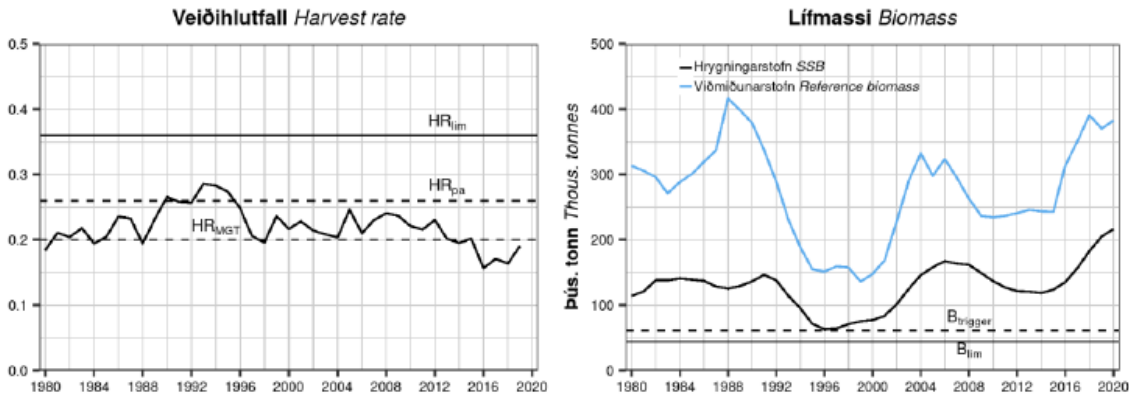 Veiðihlutfall Harvest rate
0.5
0.4
0.3
0.2
0.1
0.0
HRlim
HRpa
HRMGT
1980 1984 1988 1992 1996 2000 2004 2008 2012 2016 2020
Lífmassi Biomass
Þús. tonn Thous. tonnes
500
400
300
200
100
0
Hrygningarstofn SSB
Viðmiðunarstofn Reference biomass
Btrigger
Blim
1980 1984 1988 1992 1996 2000 2004 2008 2012 2016 2020